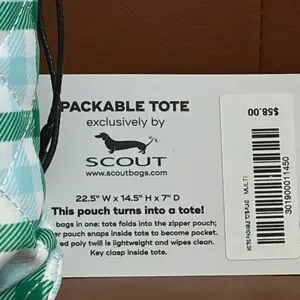 PACKABLE TOTE
exclusively by
SCOUT
www.scoutbags.com
22.5" W x 14.5" H x 7" D
This pouch turns into a tote!
bags in one: tote folds into the zipper pouch;
pouch snaps inside tote to become pocket.
poly twill is lightweight and wipes clean.
Key clasp inside tote.
$58.00
MULTI
301900011450